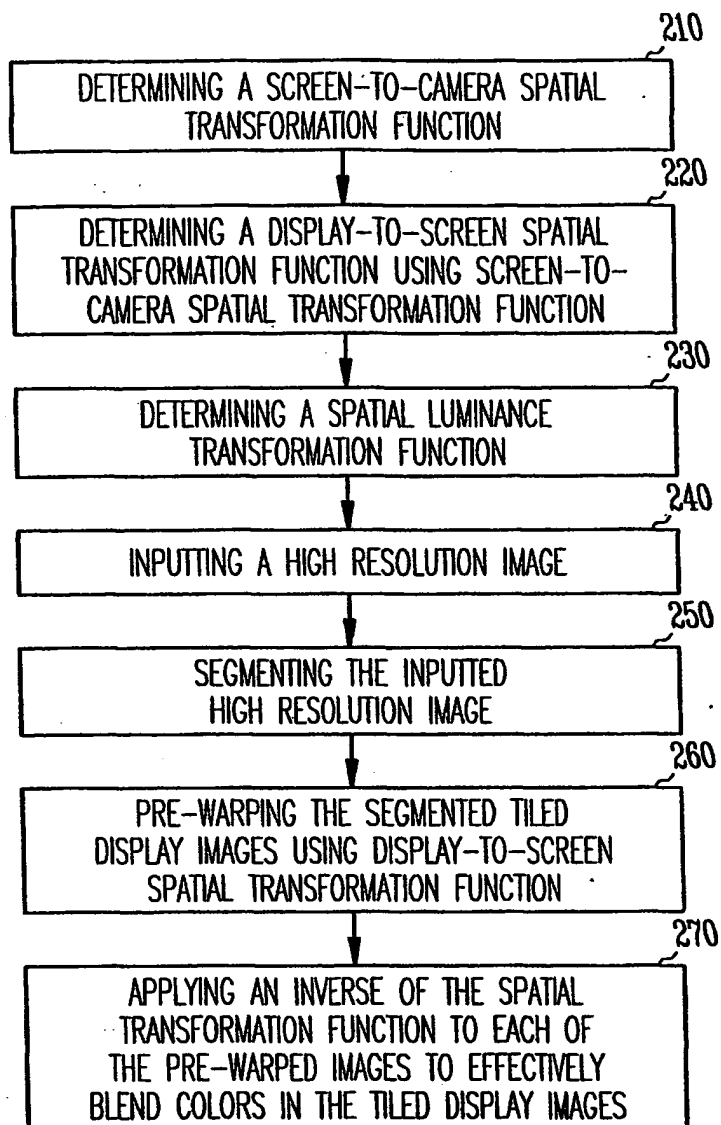 210
DETERMINING A SCREEN-TO-CAMERA SPATIAL
TRANSFORMATION FUNCTION
220
DETERMINING A DISPLAY-TO-SCREEN SPATIAL
TRANSFORMATION FUNCTION USING SCREEN-TO-
CAMERA SPATIAL TRANSFORMATION FUNCTION
230
DETERMINING A SPATIAL LUMINANCE
TRANSFORMATION FUNCTION
240
INPUTTING A HIGH RESOLUTION IMAGE
250
SEGMENTING THE INPUTTED
HIGH RESOLUTION IMAGE
260
PRE-WARPING THE SEGMENTED TILED
DISPLAY IMAGES USING DISPLAY-TO-SCREEN
SPATIAL TRANSFORMATION FUNCTION
270
APPLYING AN INVERSE OF THE SPATIAL
TRANSFORMATION FUNCTION TO EACH OF
THE PRE-WARPED IMAGES TO EFFECTIVELY
BLEND COLORS IN THE TILED DISPLAY IMAGES